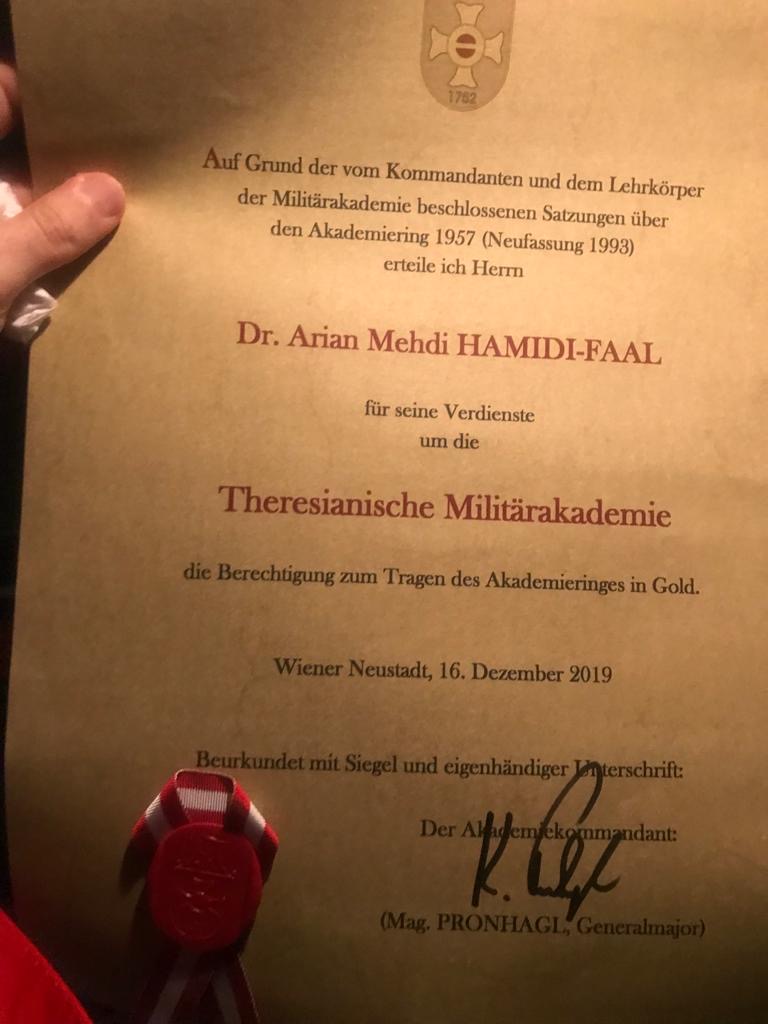 1752
Auf Grund der vom Kommandanten und dem Lehrkörper
der Militärakademie beschlossenen Satzungen über
den Akademiering 1957 (Neufassung 1993)
erteile ich Herrn
Dr. Arian Mehdi HAMIDI-FAAL
für seine Verdienste
um die
Theresianische Militärakademie
die Berechtigung zum Tragen des Akademieringes in Gold.
Wiener Neustadt, 16. Dezember 2019
Beurkundet mit Siegel und eigenhändiger Unterschrift:
Der Akademiekommandant:
(Mag. PRONHAGL, Generalmajor)